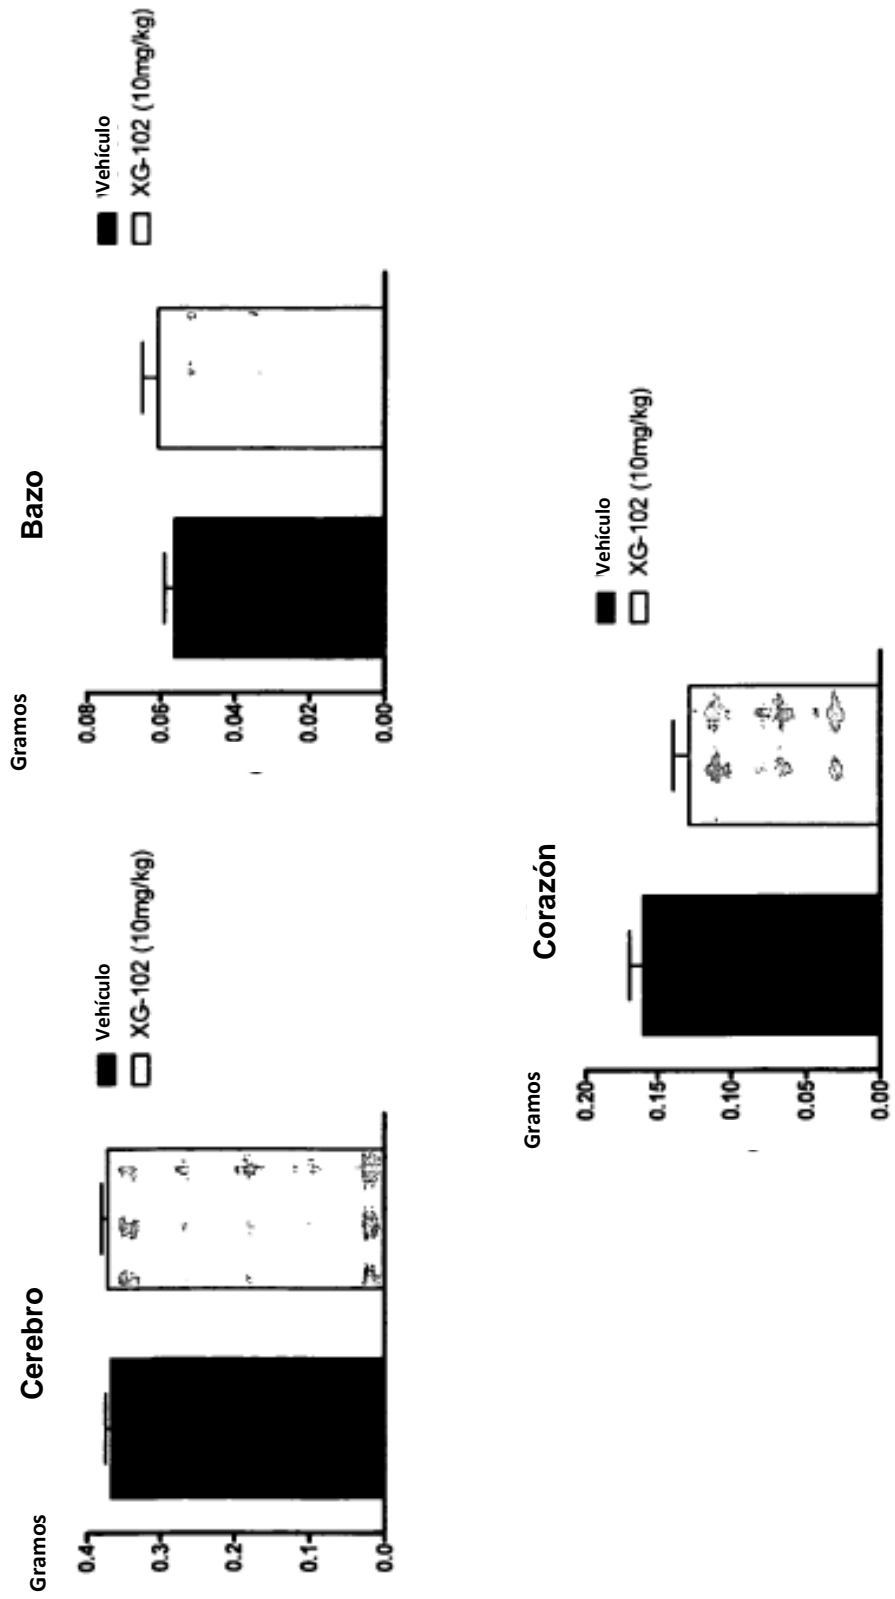 Cerebro
Gramos
0.4
0.3
0.2
0.1
0.0
Vehículo
XG-102 (10mg/kg)
Bazo
Gramos
0.08
0.06
0.04
0.02
0.00
Vehículo
XG-102 (10mg/kg)
Corazón
Gramos
0.20
0.15
0.10
0.05
0.00
Vehículo
XG-102 (10mg/kg)